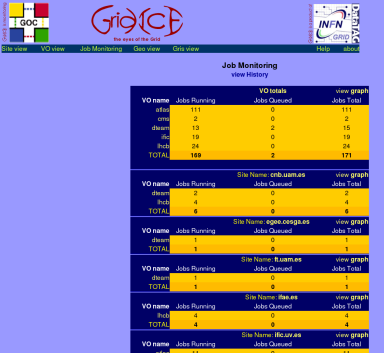 GOC
GridICE
the eyes of the Grid
INFN
GRID
DataTAG
Site view VO view Job Monitoring Geo view Gris view Help about
Job Monitoring
view History
VO totals view graph
VO name Jobs Running Jobs Queued Jobs Total
atlas 111 0 111
cms 2 0 2
dteam 13 2 15
ific 19 0 19
lhcb 24 0 24
TOTAL 169 2 171
Site Name: cnb.uam.es view graph
VO name Jobs Running Jobs Queued Jobs Total
dteam 2 0 2
lhcb 4 0 4
TOTAL 6 0 6
Site Name: egee.cesga.es view graph
VO name Jobs Running Jobs Queued Jobs Total
dteam 1 0 1
TOTAL 1 0 1
Site Name: ft.uam.es view graph
VO name Jobs Running Jobs Queued Jobs Total
dteam 1 0 1
TOTAL 1 0 1
Site Name: ifae.es view graph
VO name Jobs Running Jobs Queued Jobs Total
lhcb 4 0 4
TOTAL 4 0 4
Site Name: ific.uv.es view graph
VO name Jobs Running Jobs Queued Jobs Total